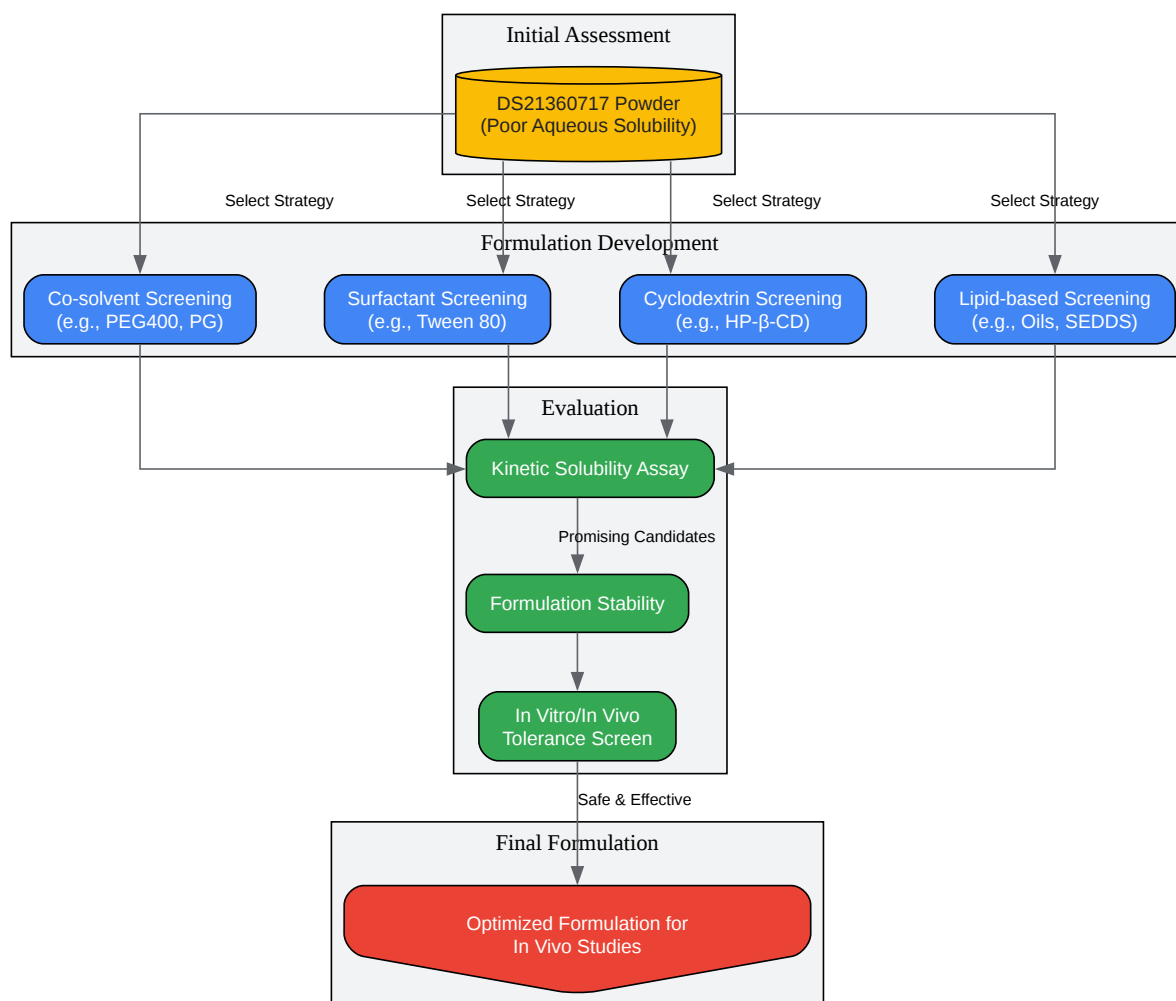 Initial Assessment
DS21360717 Powder
(Poor Aqueous Solubility)
Select Strategy
Select Strategy
Select Strategy
Select Strategy
Formulation Development
Co-solvent Screening
(e.g., PEG400, PG)
Surfactant Screening
(e.g., Tween 80)
Cyclodextrin Screening
(e.g., HP-β-CD)
Lipid-based Screening
(e.g., Oils, SEDDS)
Evaluation
Kinetic Solubility Assay
Promising Candidates
Formulation Stability
In Vitro/In Vivo
Tolerance Screen
Safe & Effective
Final Formulation
Optimized Formulation for
In Vivo Studies